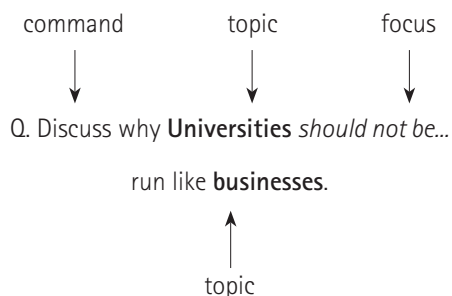 command topic focus
Q. Discuss why Universities should not be...
run like businesses.
topic